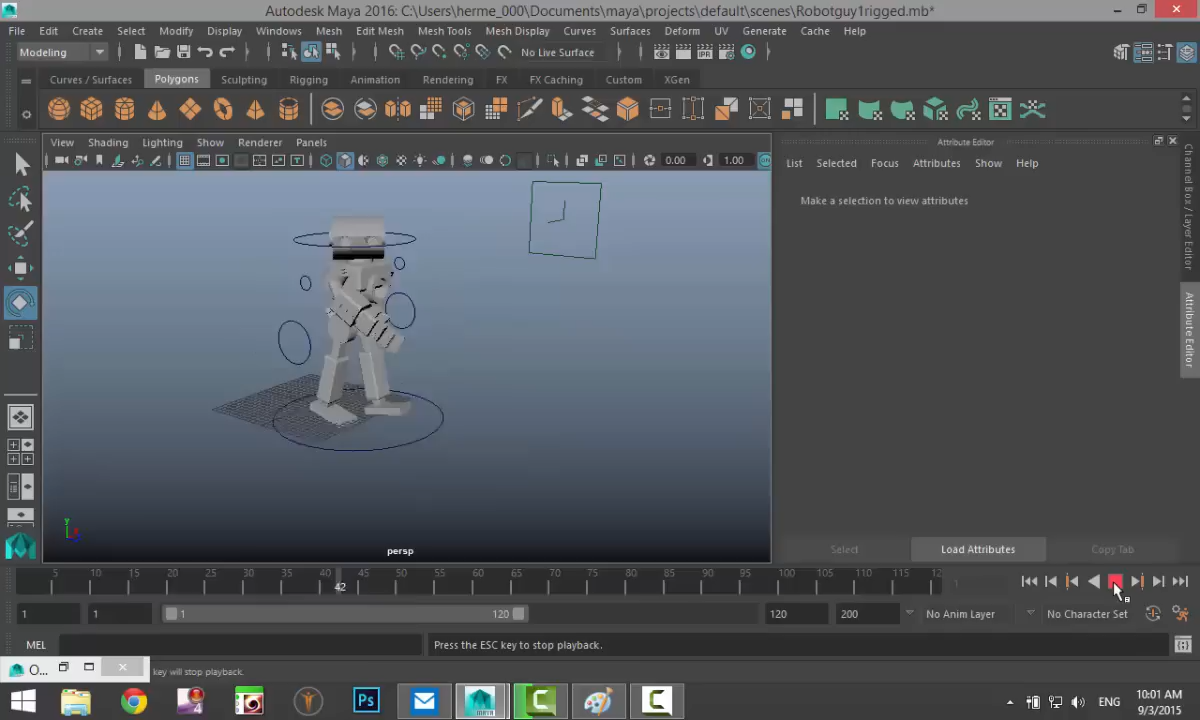 Autodesk Maya 2016: C:\Users\herme_000\Documents\maya\projects\default\scenes\Robotguy1rigged.mb*
File Edit Create Select Modify Display Windows Mesh Edit Mesh Mesh Tools Mesh Display Curves Surfaces Deform UV Generate Cache Help
Modeling No Live Surface
Curves / Surfaces Polygons Sculpting Rigging Animation Rendering FX FX Caching Custom XGen
View Shading Lighting Show Renderer Panels
0.00 1.00
Attribute Editor
List Selected Focus Attributes Show Help
Make a selection to view attributes
Channel Box / Layer Editor
Attribute Editor
y
persp
Select Load Attributes Copy Tab
5 10 15 20 25 30 35 40 45 50 55 60 65 70 75 80 85 90 95 100 105 110 115 12
42
1
1 1 1 120 120 200 No Anim Layer No Character Set
MEL Press the ESC key to stop playback.
O... key will stop playback.
4 Ps MAYA ENG 10:01 AM
9/3/2015